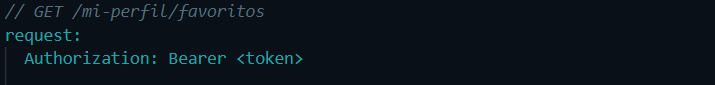 // GET /mi-perfil/favoritos
request:
  Authorization: Bearer <token>